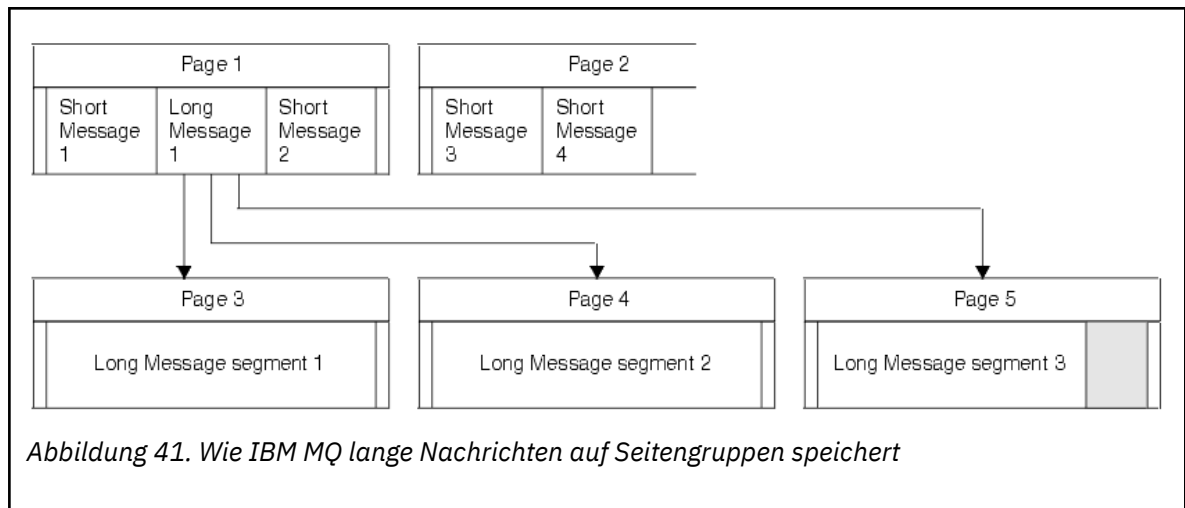 Page 1
Short Message 1
Long Message 1
Short Message 2
Page 2
Short Message 3
Short Message 4
Page 3
Long Message segment 1
Page 4
Long Message segment 2
Page 5
Long Message segment 3
Abbildung 41. Wie IBM MQ lange Nachrichten auf Seitengruppen speichert